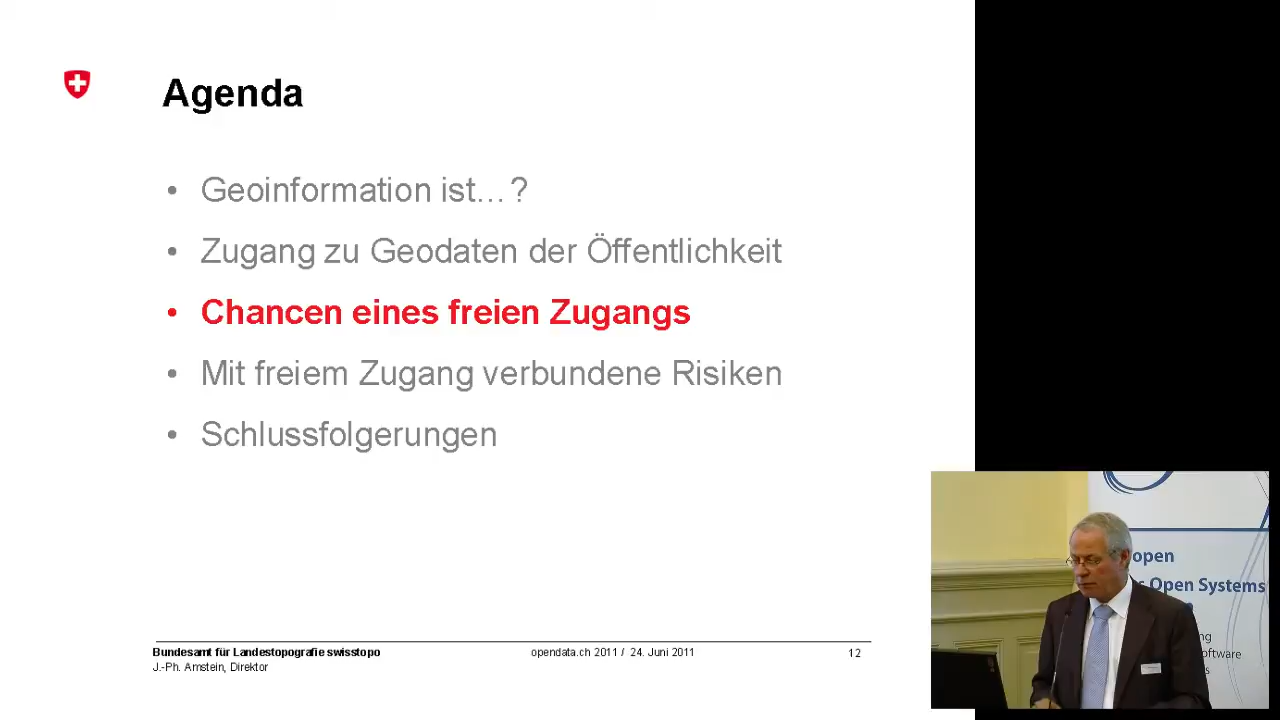 Agenda
• Geoinformation ist…?
• Zugang zu Geodaten der Öffentlichkeit
• Chancen eines freien Zugangs
• Mit freiem Zugang verbundene Risiken
• Schlussfolgerungen
Bundesamt für Landestopografie swisstopo
J.-Ph. Amstein, Direktor
opendata.ch 2011 / 24. Juni 2011
12
open
Open Systems